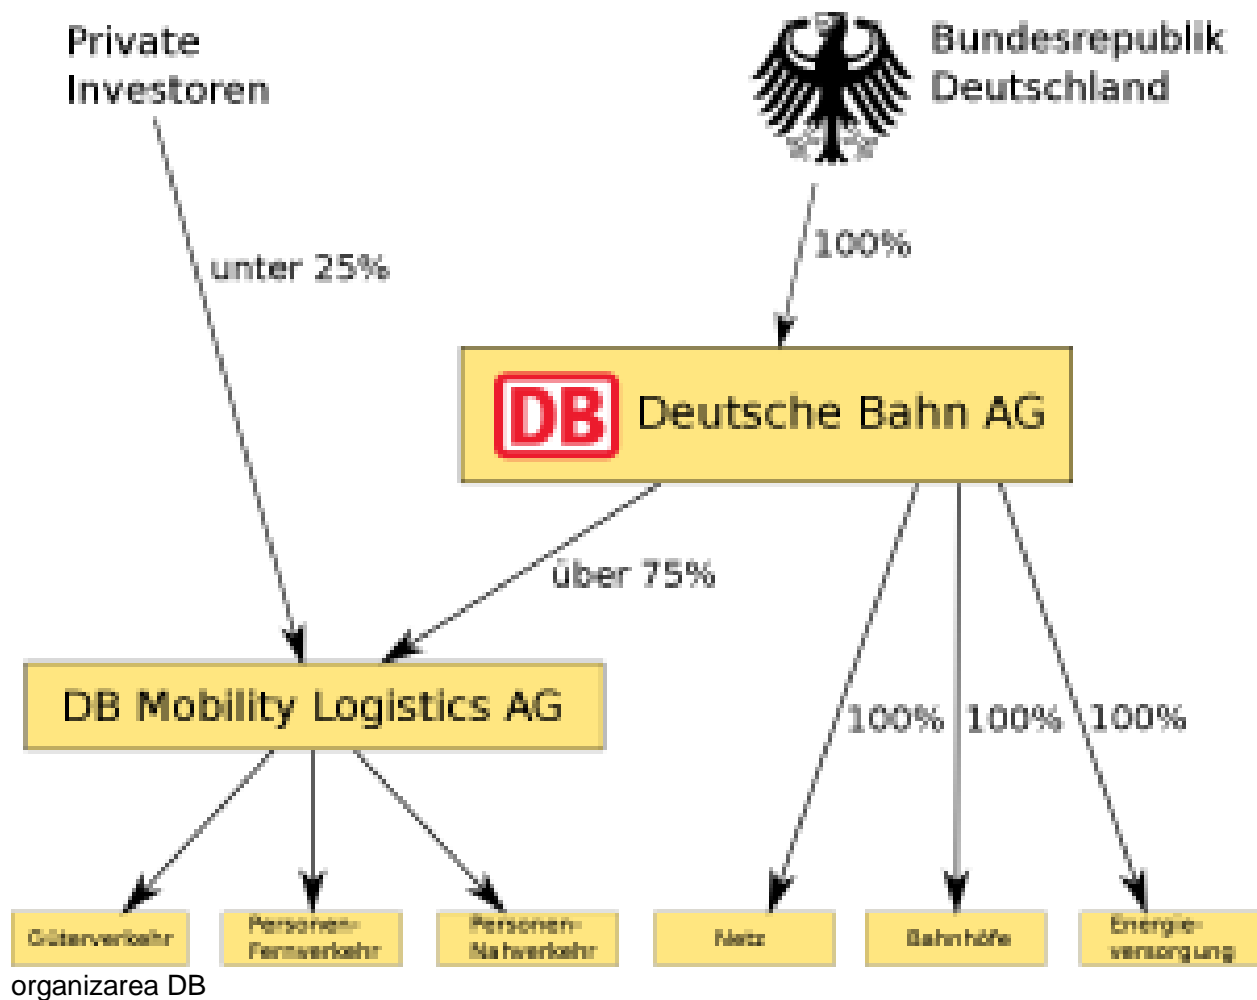 Private
Investoren
Bundesrepublik
Deutschland
unter 25%
100%
DB Deutsche Bahn AG
über 75%
DB Mobility Logistics AG
100% 100% 100%
Güterverkehr
Personen-
Fernverkehr
Personen-
Nahverkehr
Netz
Bahnhöfe
Energie-
versorgung
organizarea DB